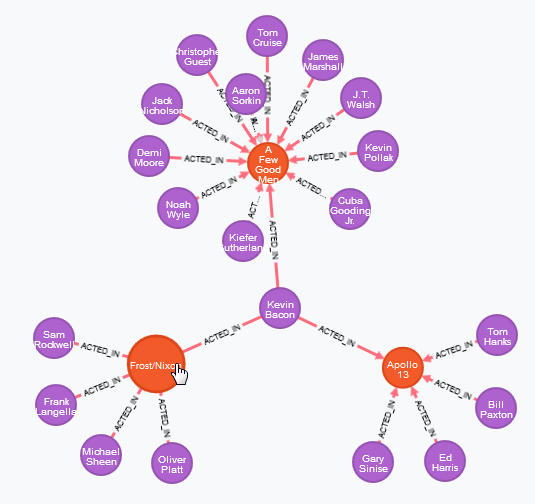 Tom
Cruise
Christophe
Guest
James
Marshall
ACTED_IN
ACTED_IN
ACTED_IN
Aaron
Sorkin
Jack
Nicholson
J.T.
Walsh
ACTED_IN
A...
ACTED_IN
Demi
Moore
ACTED_IN
A
Few
Good
Men
ACTED_IN
Kevin
Pollak
Noah
Wyle
ACTED_IN
ACT...
ACTED...
Cuba
Gooding
Jr.
Kiefer
Sutherland
ACTED_IN
Kevin
Bacon
ACTED_IN
ACTED_IN
Sam
Rockwell
ACTED_IN
Frost/Nixon
Apollo
13
ACTED_IN
Tom
Hanks
Frank
Langella
ACTED_IN
ACTED_IN
Bill
Paxton
ACTED_IN
ACTED_IN
ACTED_IN
ACTED_IN
Michael
Sheen
Oliver
Platt
Gary
Sinise
Ed
Harris